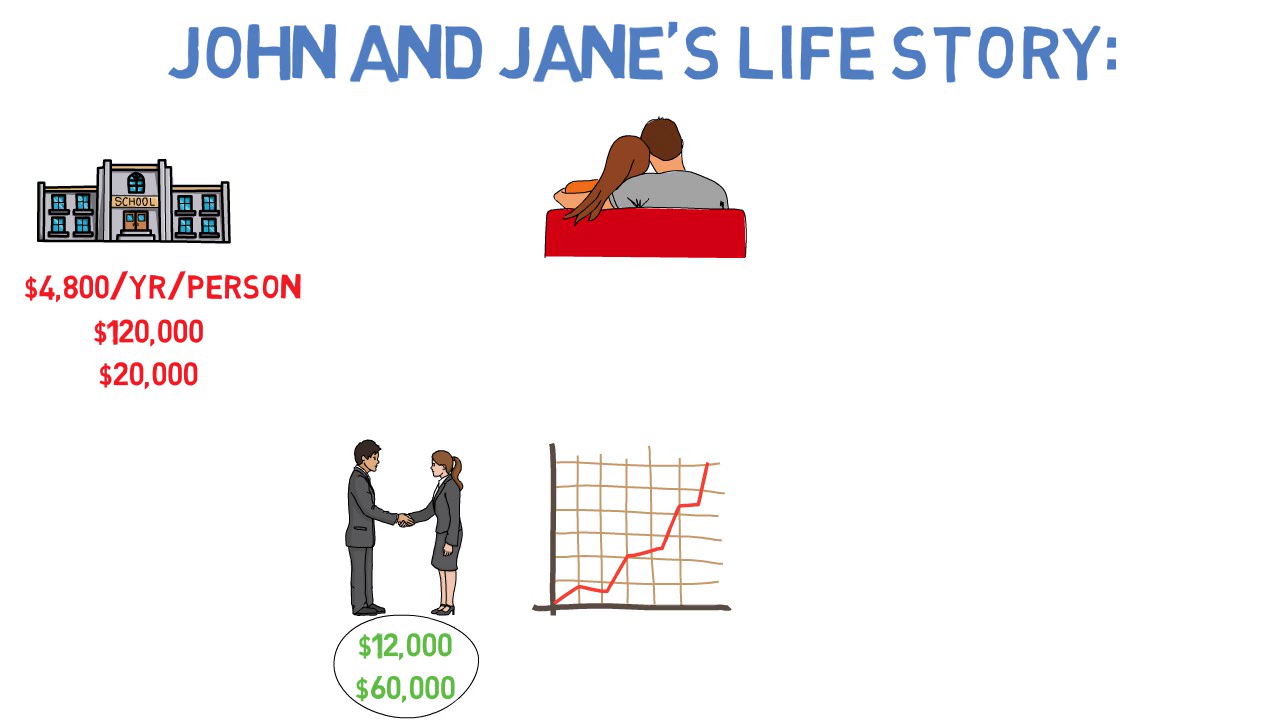 JOHN AND JANE'S LIFE STORY:
SCHOOL
$4,800/YR/PERSON
$120,000
$20,000
$12,000
$60,000